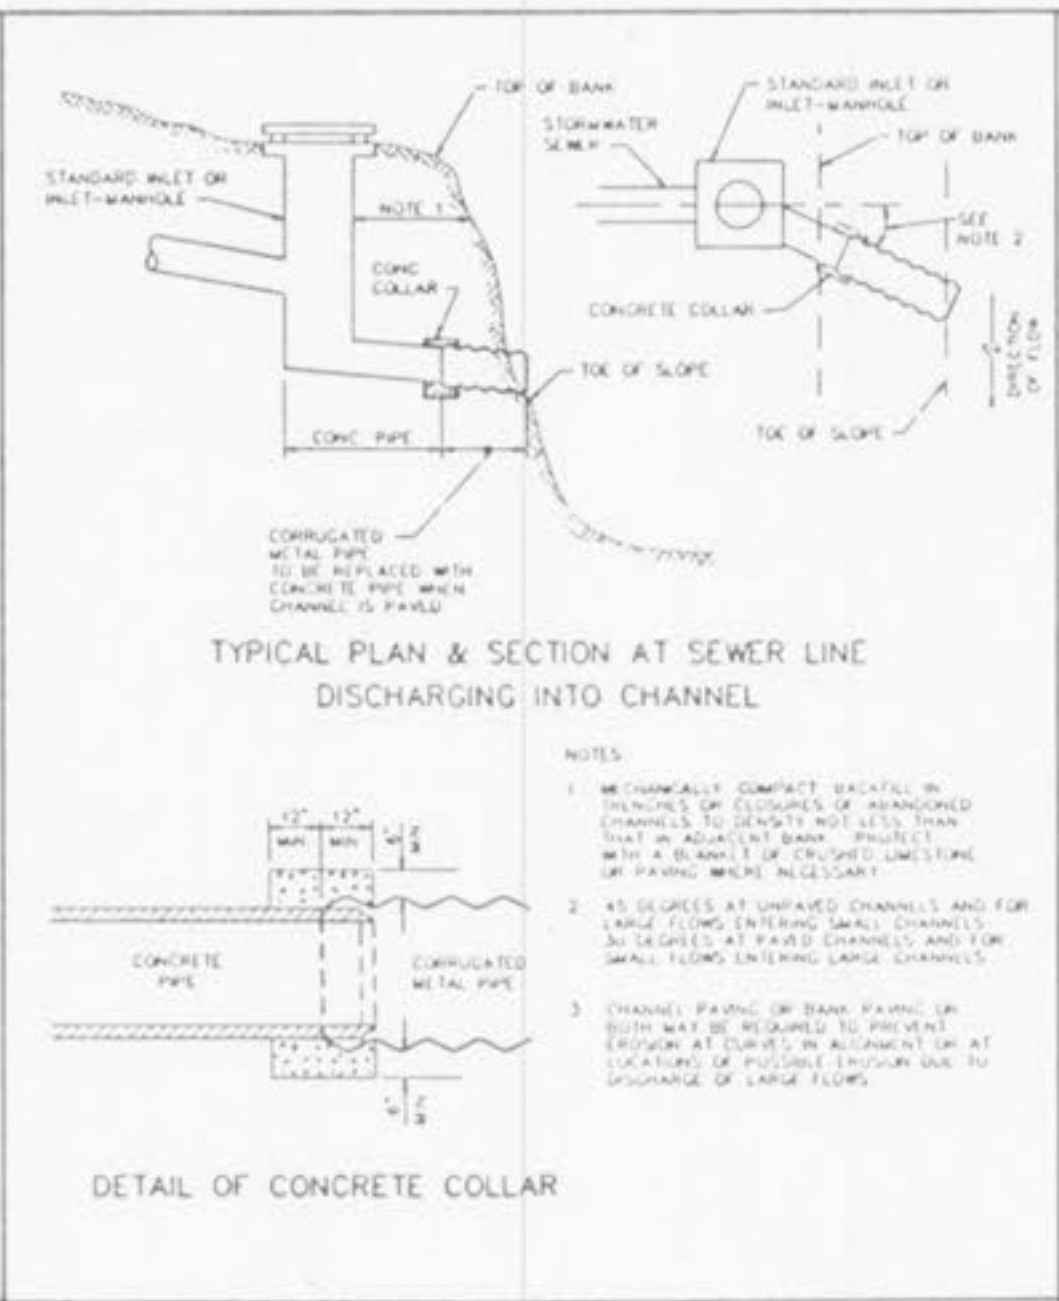 TOP OF BANK
STANDARD INLET OR
INLET-MANHOLE
NOTE 1
CONC
COLLAR
TOE OF SLOPE
CONC PIPE
CORRUGATED
METAL PIPE
TO BE REPLACED WITH
CONCRETE PIPE WHEN
CHANNEL IS PAVED
STANDARD INLET OR
INLET-MANHOLE
STORMWATER
SEWER
TOP OF BANK
SEE
NOTE 2
CONCRETE COLLAR
DIRECTION
OF FLOW
TOE OF SLOPE
TYPICAL PLAN & SECTION AT SEWER LINE
DISCHARGING INTO CHANNEL
12" 12"
MIN MIN
6"
MIN
CONCRETE
PIPE
CORRUGATED
METAL PIPE
6"
MIN
DETAIL OF CONCRETE COLLAR
NOTES
1 MECHANICALLY COMPACT BACKFILL IN
TRENCHES OR CLOSURES OF ABANDONED
CHANNELS TO DENSITY NOT LESS THAN
THAT IN ADJACENT BANK. PROTECT
WITH A BLANKET OF CRUSHED LIMESTONE
OR PAVING WHERE NECESSARY
2 45 DEGREES AT UNPAVED CHANNELS AND FOR
LARGE FLOWS ENTERING SMALL CHANNELS
30 DEGREES AT PAVED CHANNELS AND FOR
SMALL FLOWS ENTERING LARGE CHANNELS
3 CHANNEL PAVING OR BANK PAVING OR
BOTH MAY BE REQUIRED TO PREVENT
EROSION AT CURVES IN ALIGNMENT OR AT
LOCATIONS OF POSSIBLE EROSION DUE TO
DISCHARGE OF LARGE FLOWS